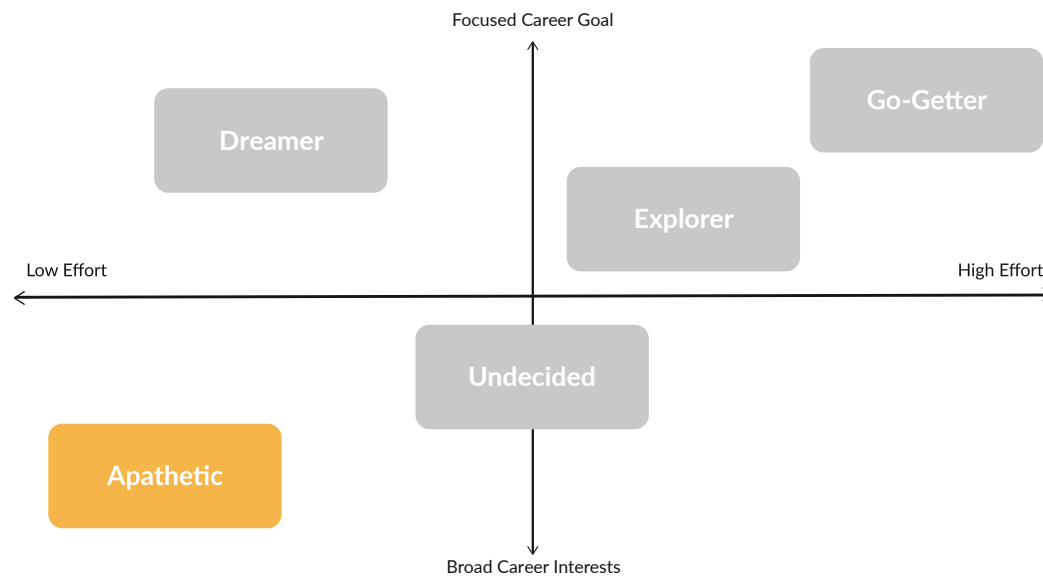 Focused Career Goal
Go-Getter
Dreamer
Explorer
Low Effort
High Effort
Undecided
Apathetic
Broad Career Interests